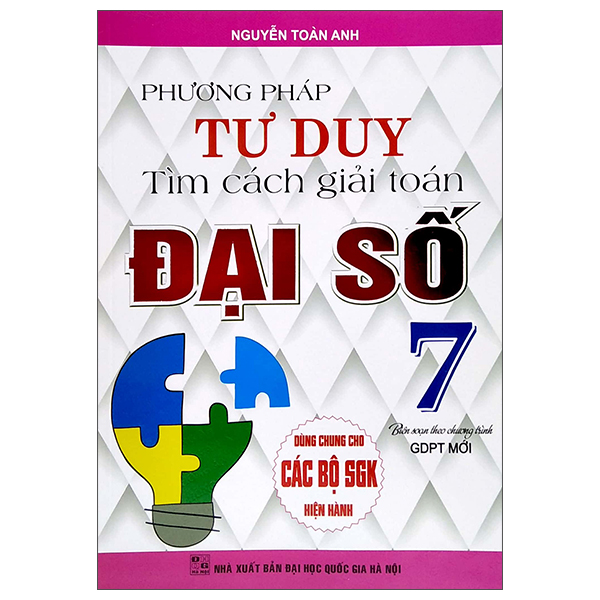 NGUYỄN TOÀN ANH
PHƯƠNG PHÁP
TƯ DUY
Tìm cách giải toán
ĐẠI SỐ
7
Biên soạn theo chương trình
GDPT MỚI
DÙNG CHUNG CHO
CÁC BỘ SGK
HIỆN HÀNH
NHÀ XUẤT BẢN ĐẠI HỌC QUỐC GIA HÀ NỘI